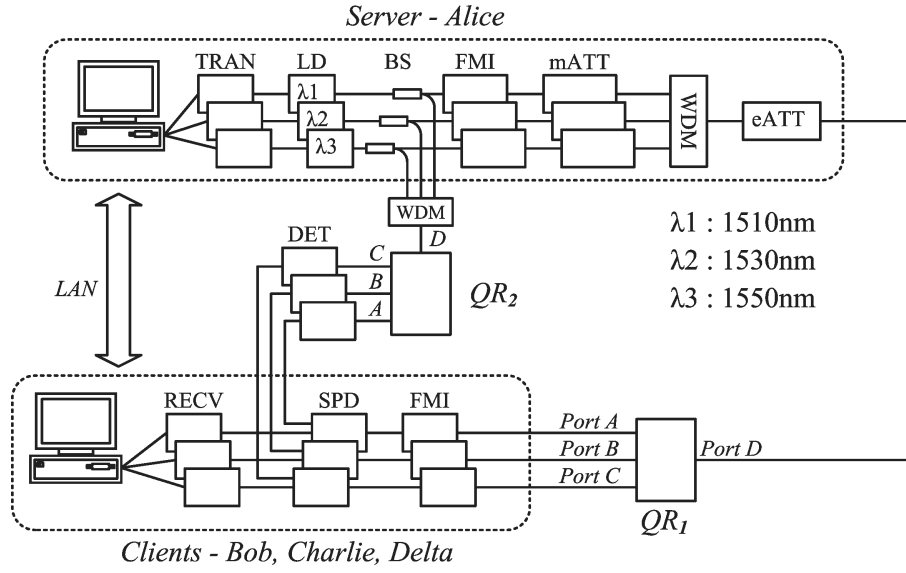 Server - Alice
TRAN LD BS FMI mATT
λ1
λ2
λ3
WDM
eATT
WDM
D
λ1 : 1510nm
λ2 : 1530nm
λ3 : 1550nm
DET
C
B
A
QR2
LAN
RECV SPD FMI
Port A
Port B
Port C
Port D
QR1
Clients - Bob, Charlie, Delta